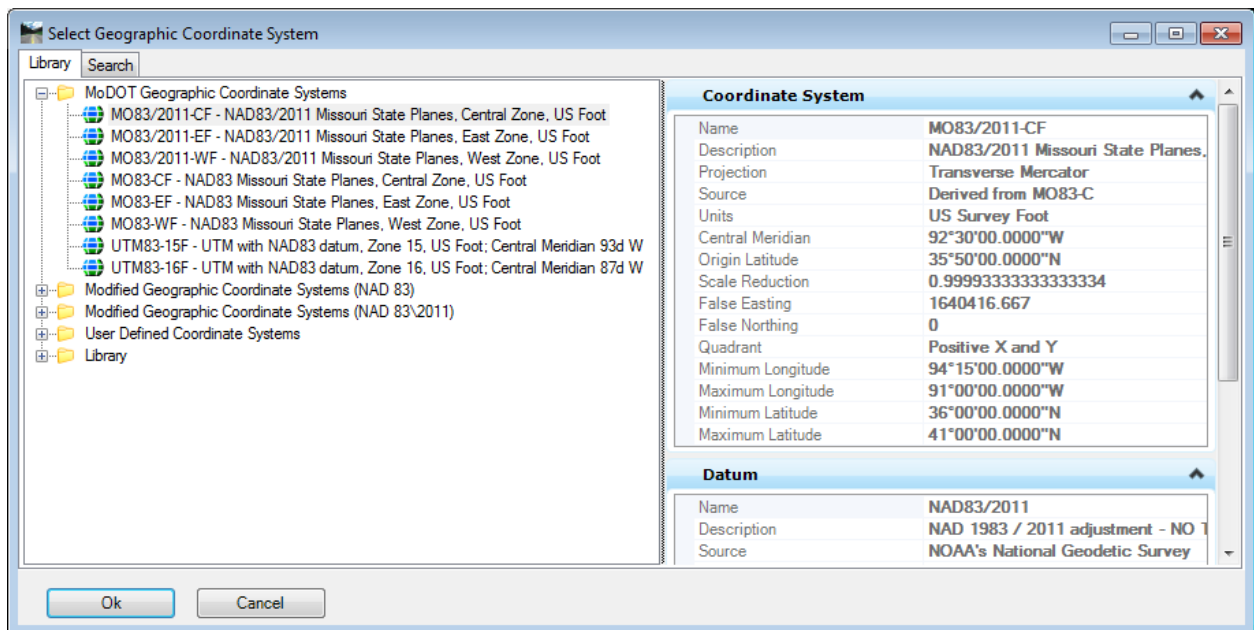 Select Geographic Coordinate System
Library Search
MoDOT Geographic Coordinate Systems
MO83/2011-CF - NAD83/2011 Missouri State Planes, Central Zone, US Foot
MO83/2011-EF - NAD83/2011 Missouri State Planes, East Zone, US Foot
MO83/2011-WF - NAD83/2011 Missouri State Planes, West Zone, US Foot
MO83-CF - NAD83 Missouri State Planes, Central Zone, US Foot
MO83-EF - NAD83 Missouri State Planes, East Zone, US Foot
MO83-WF - NAD83 Missouri State Planes, West Zone, US Foot
UTM83-15F - UTM with NAD83 datum, Zone 15, US Foot; Central Meridian 93d W
UTM83-16F - UTM with NAD83 datum, Zone 16, US Foot; Central Meridian 87d W
Modified Geographic Coordinate Systems (NAD 83)
Modified Geographic Coordinate Systems (NAD 83\2011)
User Defined Coordinate Systems
Library
Coordinate System
Name MO83/2011-CF
Description NAD83/2011 Missouri State Planes,
Projection Transverse Mercator
Source Derived from MO83-C
Units US Survey Foot
Central Meridian 92°30'00.0000"W
Origin Latitude 35°50'00.0000"N
Scale Reduction 0.99993333333333334
False Easting 1640416.667
False Northing 0
Quadrant Positive X and Y
Minimum Longitude 94°15'00.0000"W
Maximum Longitude 91°00'00.0000"W
Minimum Latitude 36°00'00.0000"N
Maximum Latitude 41°00'00.0000"N
Datum
Name NAD83/2011
Description NAD 1983 / 2011 adjustment - NO
Source NOAA's National Geodetic Survey
Ok Cancel